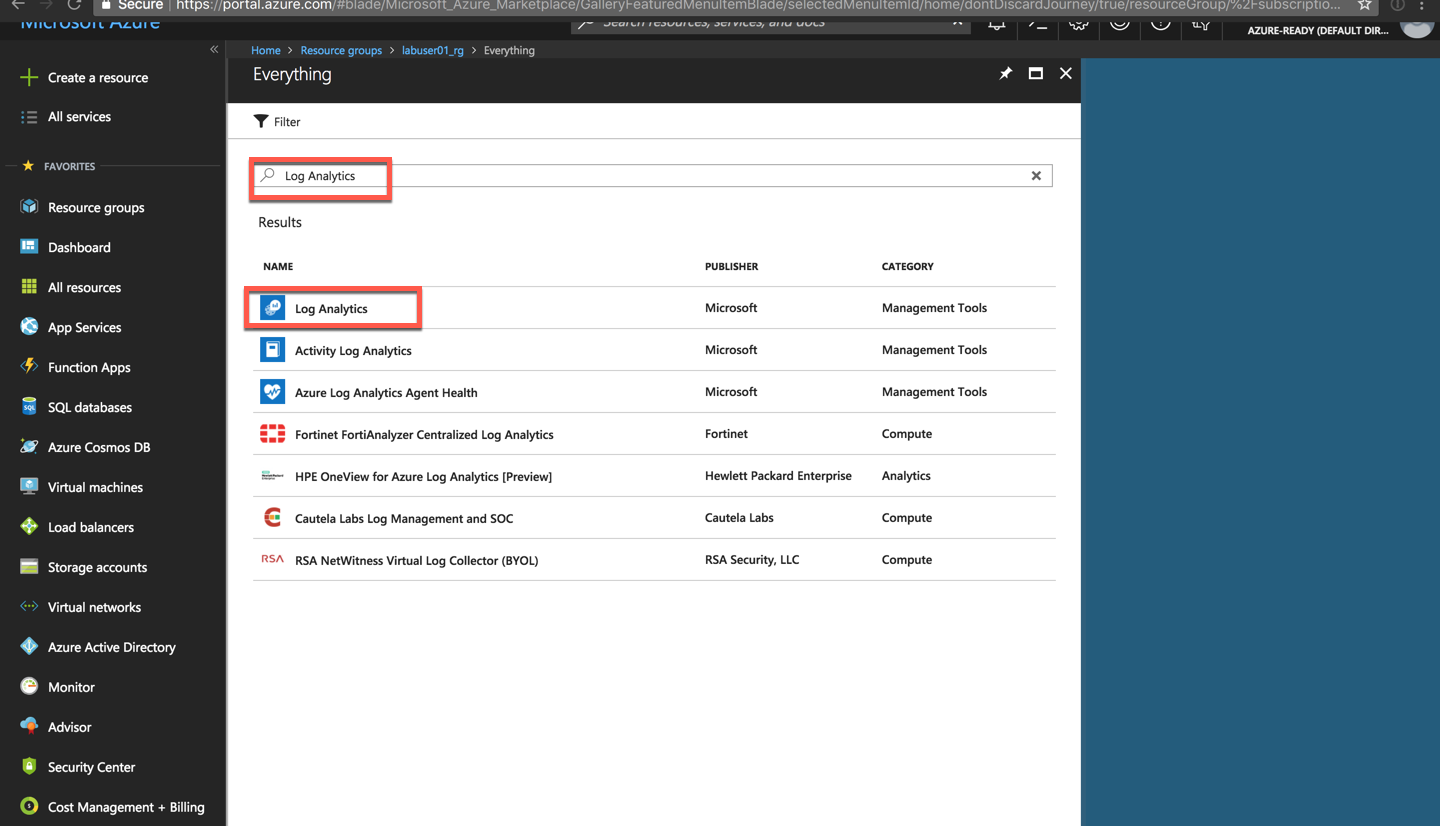 Secure https://portal.azure.com/#blade/Microsoft_Azure_Marketplace/GalleryFeaturedMenuItemBlade/selectedMenuItemId/home/dontDiscardJourney/true/resourceGroup/%2Fsubscriptio...
Microsoft Azure
Search resources, services, and docs
AZURE-READY (DEFAULT DIR...
Home > Resource groups > labuser01_rg > Everything
Create a resource
All services
FAVORITES
Resource groups
Dashboard
All resources
App Services
Function Apps
SQL databases
Azure Cosmos DB
Virtual machines
Load balancers
Storage accounts
Virtual networks
Azure Active Directory
Monitor
Advisor
Security Center
Cost Management + Billing
Everything
Filter
Log Analytics
Results
NAME PUBLISHER CATEGORY
Log Analytics Microsoft Management Tools
Activity Log Analytics Microsoft Management Tools
Azure Log Analytics Agent Health Microsoft Management Tools
Fortinet FortiAnalyzer Centralized Log Analytics Fortinet Compute
HPE OneView for Azure Log Analytics [Preview] Hewlett Packard Enterprise Analytics
Cautela Labs Log Management and SOC Cautela Labs Compute
RSA RSA NetWitness Virtual Log Collector (BYOL) RSA Security, LLC Compute